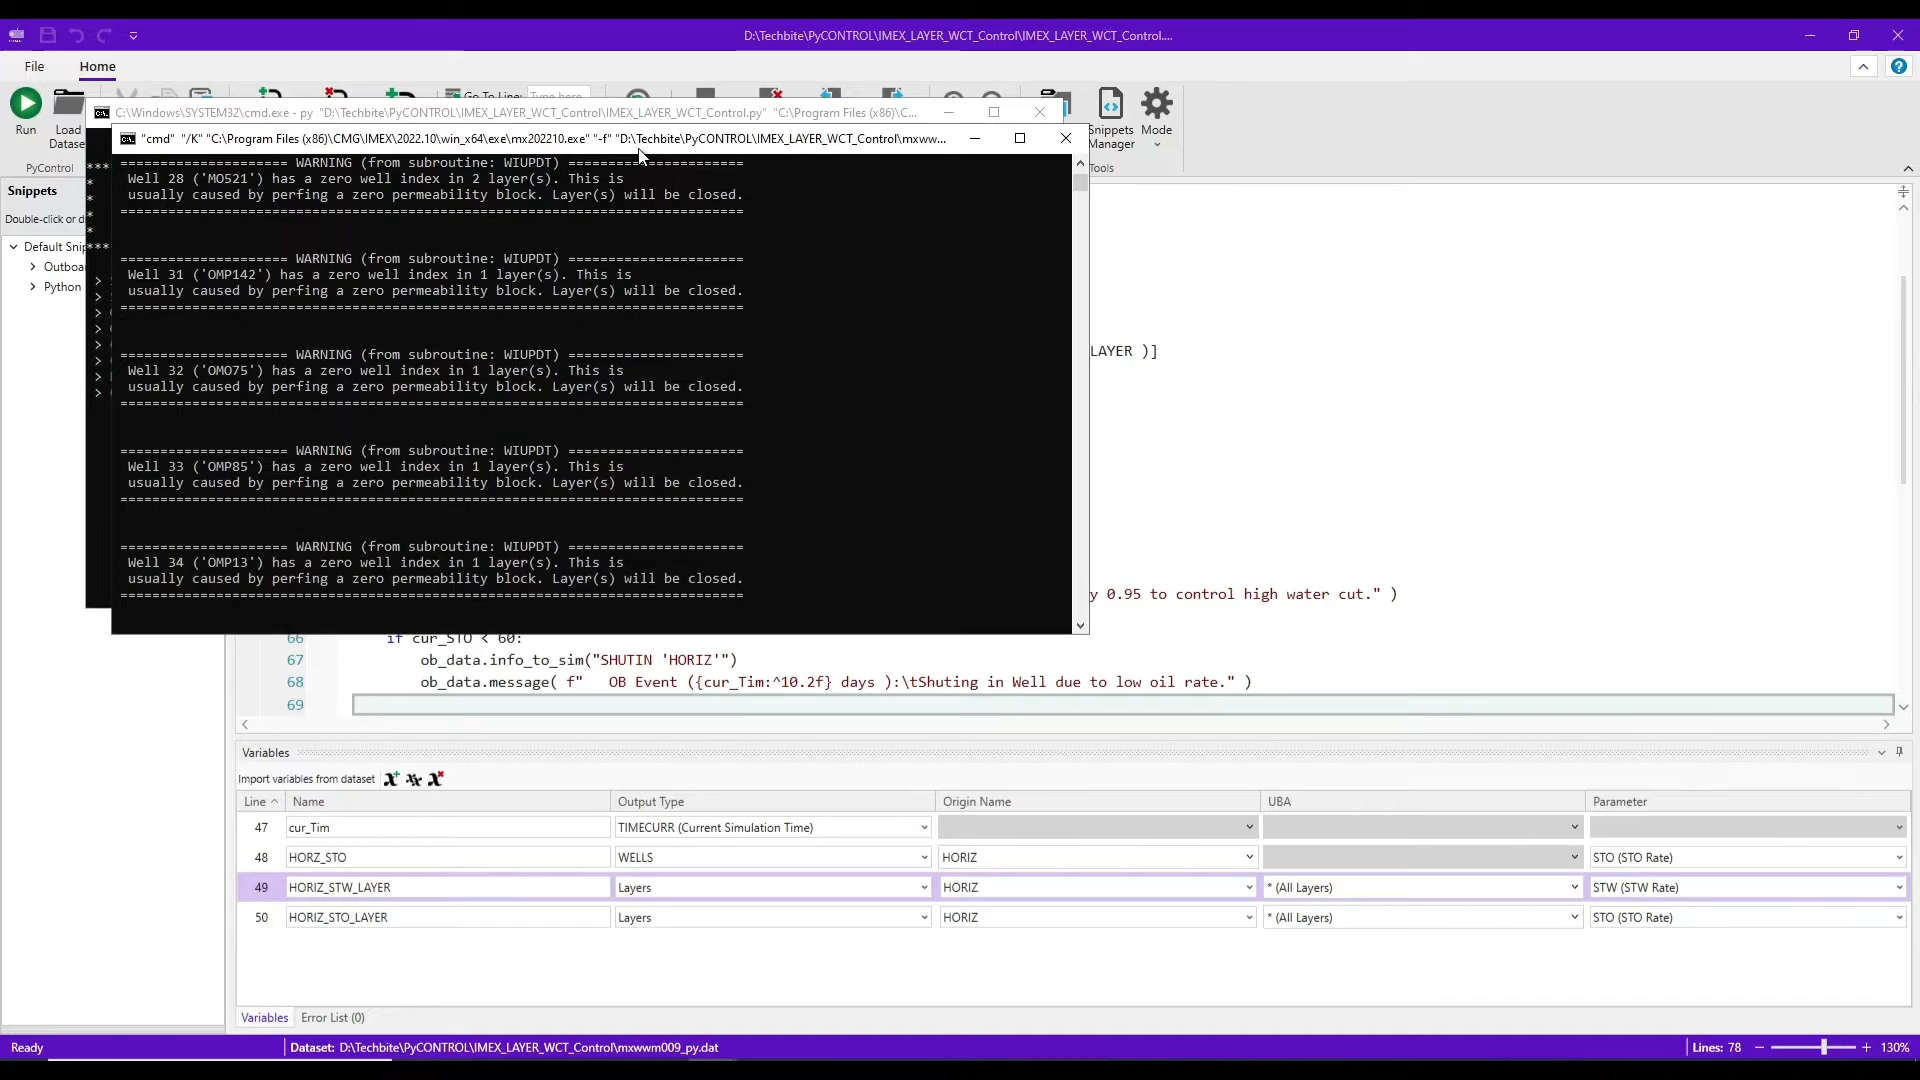 D:\Techbite\PyCONTROL\IMEX_LAYER_WCT_Control\IMEX_LAYER_WCT_Control....
File
Home
Go To Line: Type here
Run
Load
Dataset
Snippets
Manager
Mode
PyControl
Tools
C:\Windows\SYSTEM32\cmd.exe - py "D:\Techbite\PyCONTROL\IMEX_LAYER_WCT_Control\IMEX_LAYER_WCT_Control.py" "C:\Program Files (x86)\C...
"cmd" "/K" "C:\Program Files (x86)\CMG\IMEX\2022.10\win_x64\exe\mx202210.exe" "-f" "D:\Techbite\PyCONTROL\IMEX_LAYER_WCT_Control\mxww...
===================== WARNING (from subroutine: WIUPDT) ======================
Well 28 ('MO521') has a zero well index in 2 layer(s). This is
usually caused by perfing a zero permeability block. Layer(s) will be closed.
==============================================================================
===================== WARNING (from subroutine: WIUPDT) ======================
Well 31 ('OMP142') has a zero well index in 1 layer(s). This is
usually caused by perfing a zero permeability block. Layer(s) will be closed.
==============================================================================
===================== WARNING (from subroutine: WIUPDT) ======================
Well 32 ('OMO75') has a zero well index in 1 layer(s). This is
usually caused by perfing a zero permeability block. Layer(s) will be closed.
==============================================================================
===================== WARNING (from subroutine: WIUPDT) ======================
Well 33 ('OMP85') has a zero well index in 1 layer(s). This is
usually caused by perfing a zero permeability block. Layer(s) will be closed.
==============================================================================
===================== WARNING (from subroutine: WIUPDT) ======================
Well 34 ('OMP13') has a zero well index in 1 layer(s). This is
usually caused by perfing a zero permeability block. Layer(s) will be closed.
==============================================================================
Snippets
Double-click or d
Default Snip
Outboa
Python
LAYER )]
y 0.95 to control high water cut." )
66 if cur_STO < 60:
67 ob_data.info_to_sim("SHUTIN 'HORIZ'")
68 ob_data.message( f" OB Event ({cur_Tim:^10.2f} days ):\tShuting in Well due to low oil rate." )
69
Variables
Import variables from dataset
Line Name Output Type Origin Name UBA Parameter
47 cur_Tim TIMECURR (Current Simulation Time)
48 HORZ_STO WELLS HORIZ STO (STO Rate)
49 HORIZ_STW_LAYER Layers HORIZ * (All Layers) STW (STW Rate)
50 HORIZ_STO_LAYER Layers HORIZ * (All Layers) STO (STO Rate)
Variables Error List (0)
Ready Dataset: D:\Techbite\PyCONTROL\IMEX_LAYER_WCT_Control\mxwwm009_py.dat Lines: 78 130%